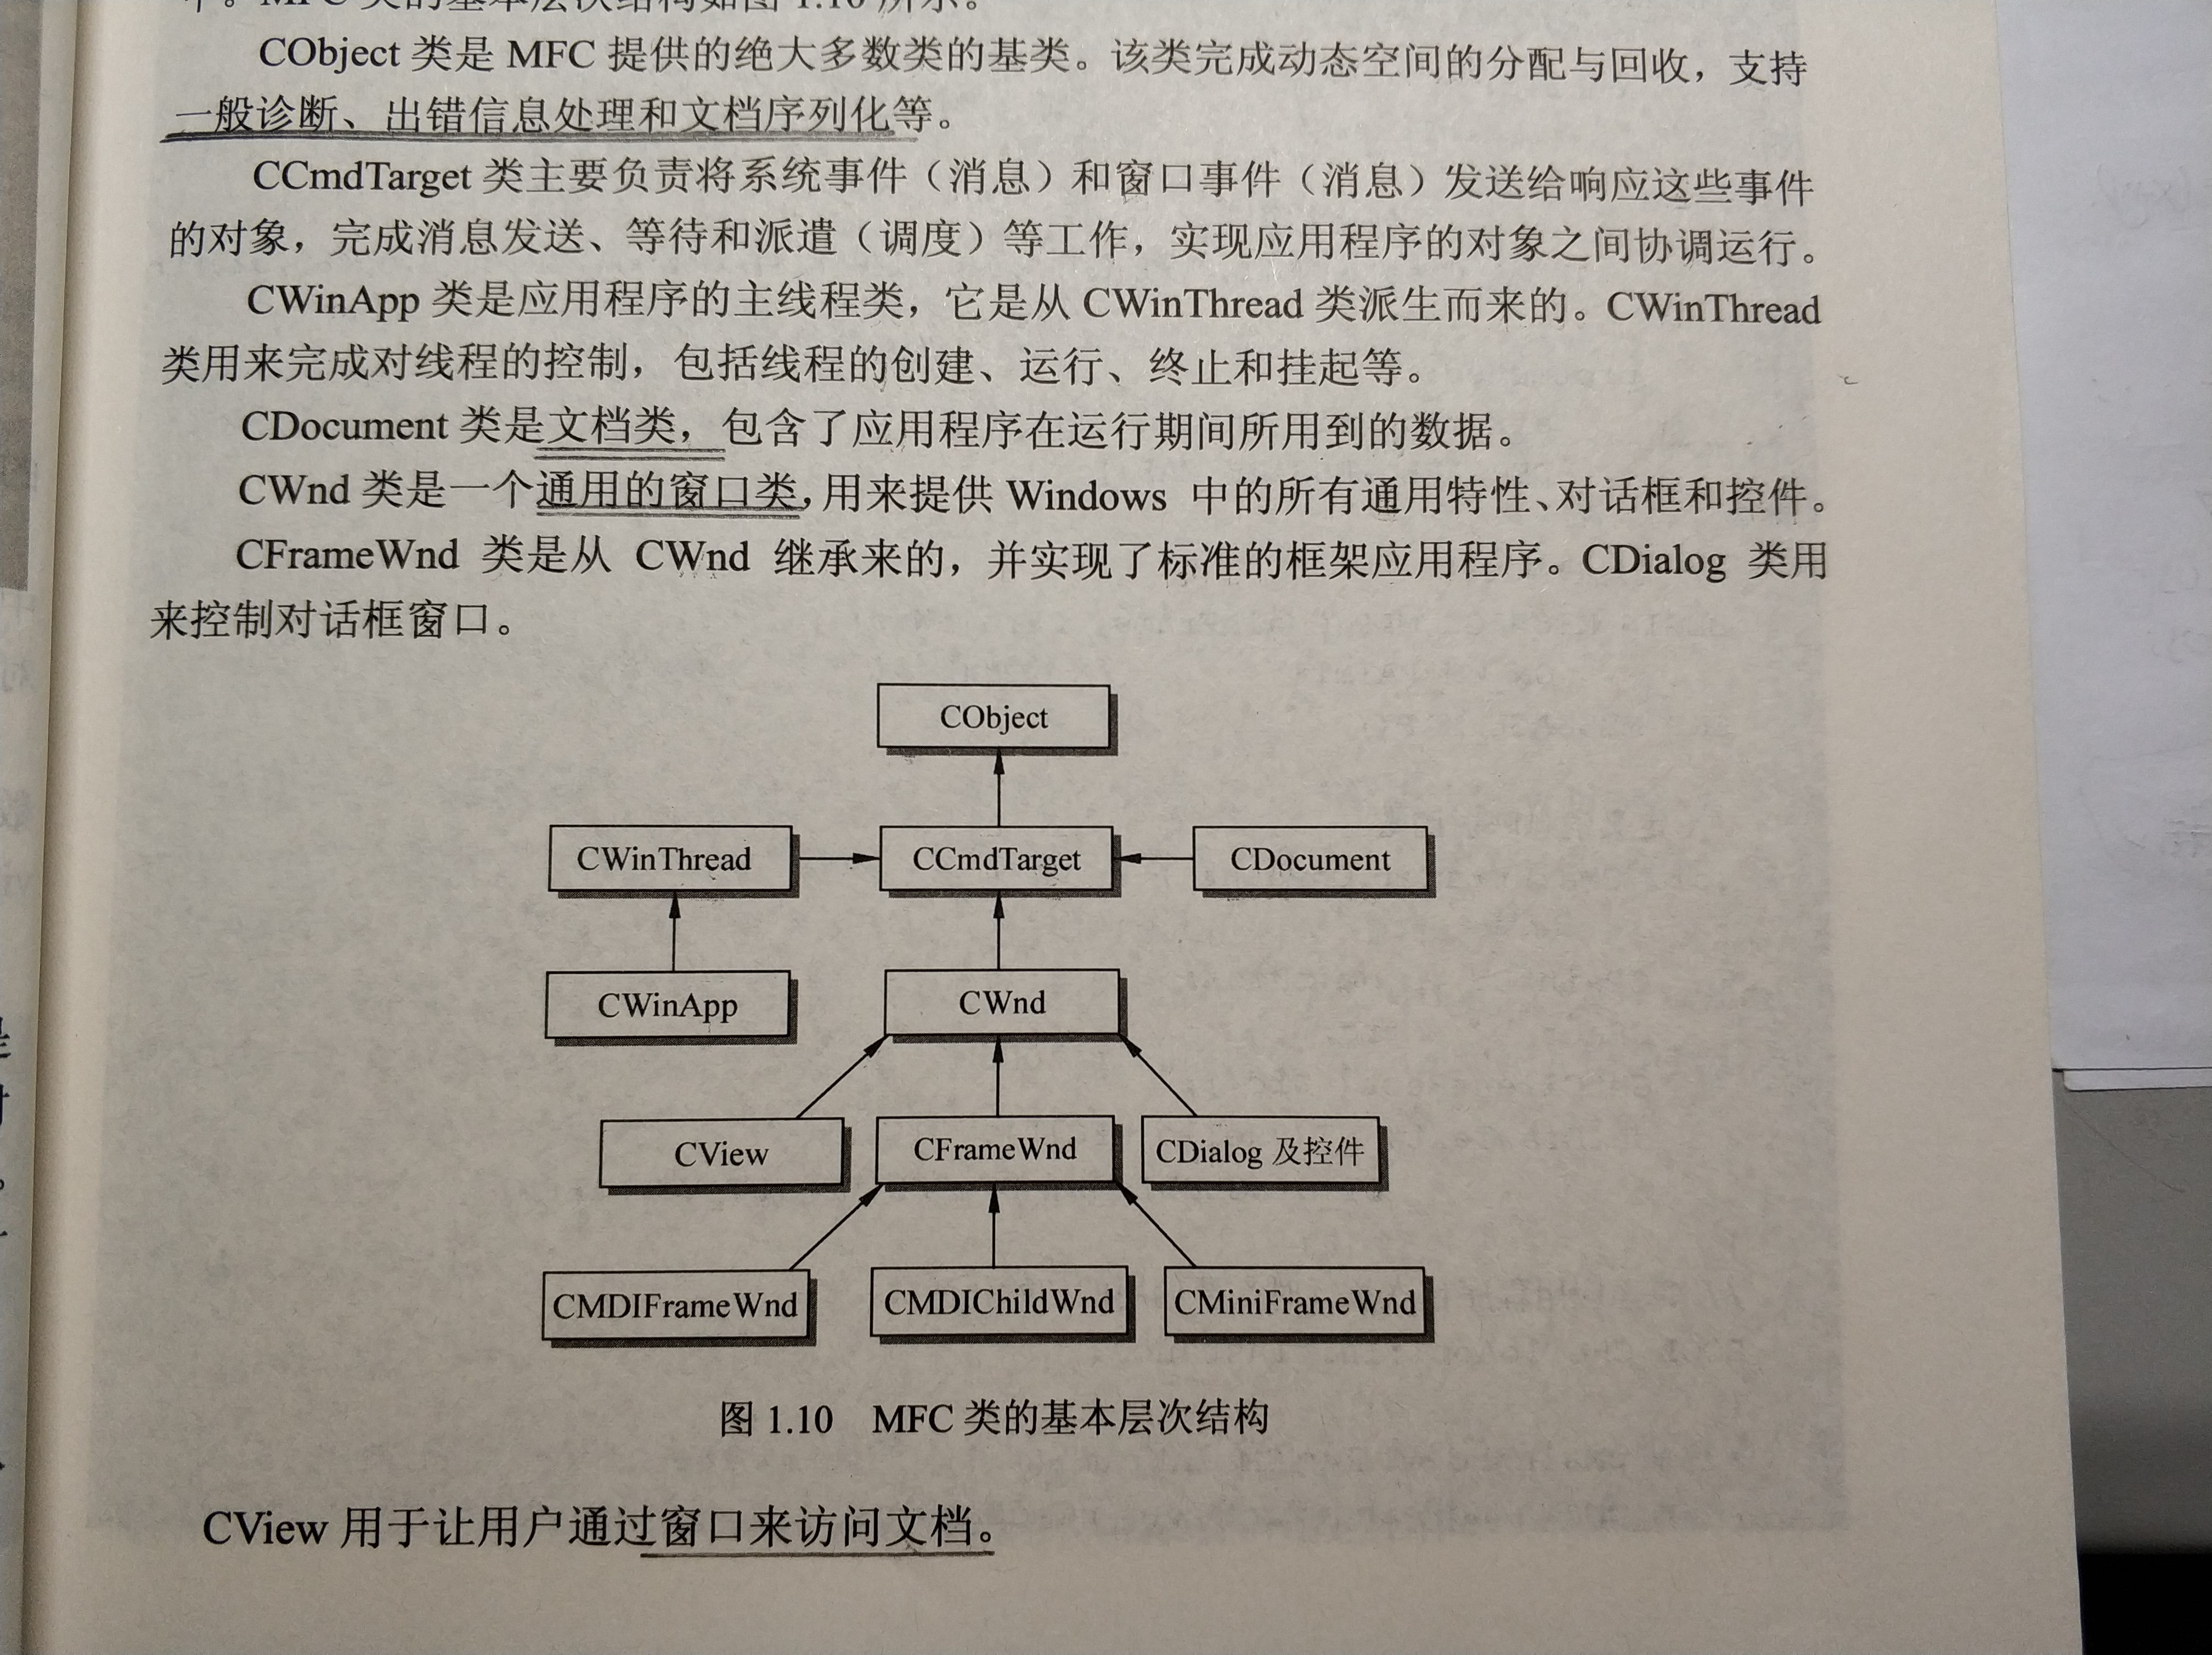 中。MFC 类的基本层次结构如图 1.10 所示。
CObject 类是 MFC 提供的绝大多数类的基类。该类完成动态空间的分配与回收，支持
一般诊断、出错信息处理和文档序列化等。
CCmdTarget 类主要负责将系统事件（消息）和窗口事件（消息）发送给响应这些事件
的对象，完成消息发送、等待和派遣（调度）等工作，实现应用程序的对象之间协调运行。
CWinApp 类是应用程序的主线程类，它是从 CWinThread 类派生而来的。CWinThread
类用来完成对线程的控制，包括线程的创建、运行、终止和挂起等。
CDocument 类是文档类，包含了应用程序在运行期间所用到的数据。
CWnd 类是一个通用的窗口类，用来提供 Windows 中的所有通用特性、对话框和控件。
CFrameWnd 类是从 CWnd 继承来的，并实现了标准的框架应用程序。CDialog 类用
来控制对话框窗口。
CObject
CWinThread CCmdTarget CDocument
CWinApp CWnd
CView CFrameWnd CDialog 及控件
CMDIFrameWnd CMDIChildWnd CMiniFrameWnd
图 1.10 MFC 类的基本层次结构
CView 用于让用户通过窗口来访问文档。